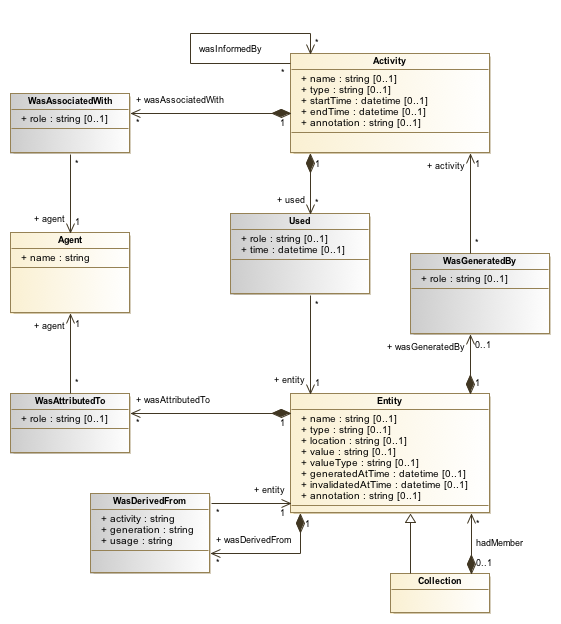 wasInformedBy
*
*
Activity
+ name : string [0..1]
+ type : string [0..1]
+ startTime : datetime [0..1]
+ endTime : datetime [0..1]
+ annotation : string [0..1]
WasAssociatedWith
+ role : string [0..1]
+ wasAssociatedWith
*
1
1
+ used
*
+ activity
1
*
*
+ agent
1
Agent
+ name : string
Used
+ role : string [0..1]
+ time : datetime [0..1]
WasGeneratedBy
+ role : string [0..1]
+ agent
1
*
*
+ entity
1
+ wasGeneratedBy
0..1
1
WasAttributedTo
+ role : string [0..1]
+ wasAttributedTo
*
1
Entity
+ name : string [0..1]
+ type : string [0..1]
+ location : string [0..1]
+ value : string [0..1]
+ valueType : string [0..1]
+ generatedAtTime : datetime [0..1]
+ invalidatedAtTime : datetime [0..1]
+ annotation : string [0..1]
WasDerivedFrom
+ activity : string
+ generation : string
+ usage : string
+ entity
*
1
1
+ wasDerivedFrom
*
*
hadMember
0..1
Collection